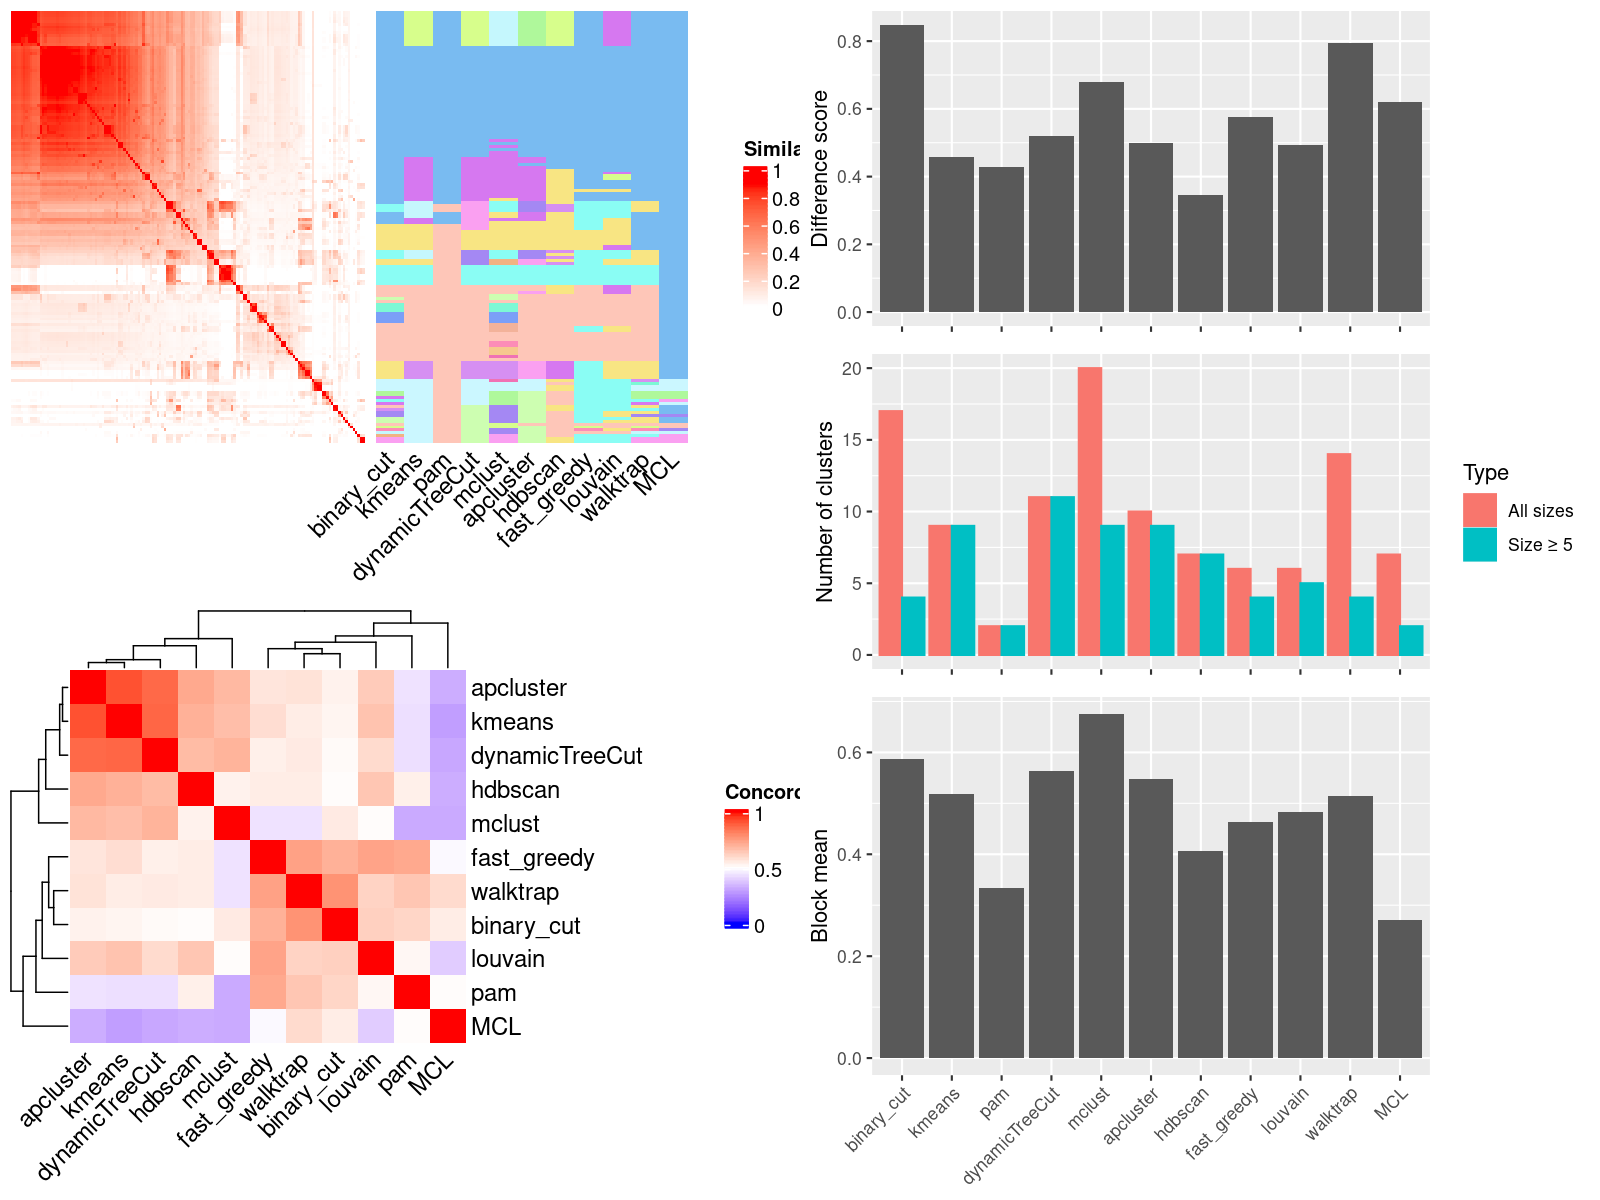 Simila
1
0.8
0.6
0.4
0.2
0
binary_cut
kmeans
pam
dynamicTreeCut
mclust
apcluster
hdbscan
fast_greedy
louvain
walktrap
MCL
apcluster
kmeans
dynamicTreeCut
hdbscan
mclust
fast_greedy
walktrap
binary_cut
louvain
pam
MCL
Concord
1
0.5
0
apcluster
kmeans
dynamicTreeCut
hdbscan
mclust
fast_greedy
walktrap
binary_cut
louvain
pam
MCL
Difference score
0.8
0.6
0.4
0.2
0.0
Number of clusters
20
15
10
5
0
Type
All sizes
Size ≥ 5
Block mean
0.6
0.4
0.2
0.0
binary_cut
kmeans
pam
dynamicTreeCut
mclust
apcluster
hdbscan
fast_greedy
louvain
walktrap
MCL